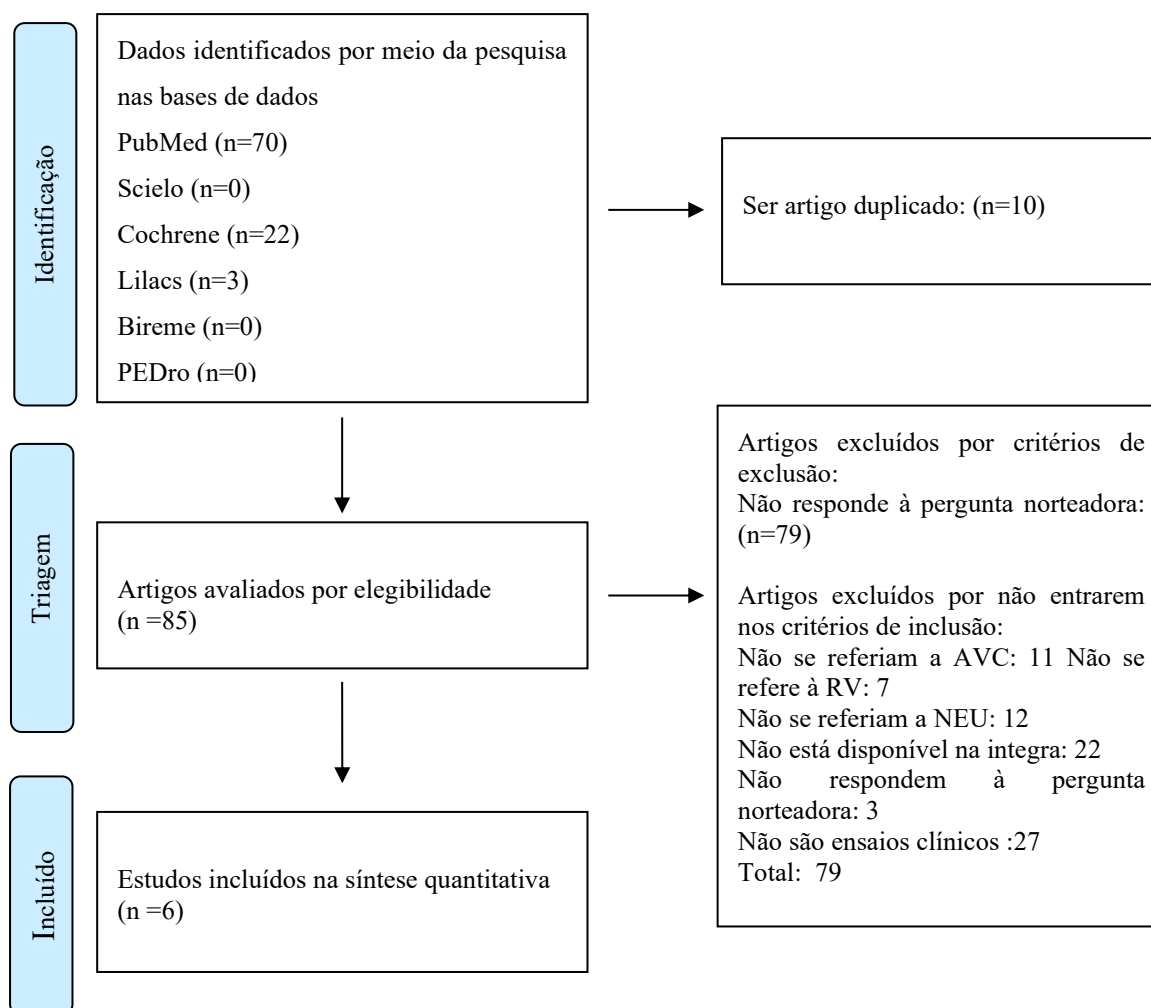 Identificação
Dados identificados por meio da pesquisa
nas bases de dados
PubMed (n=70)
Scielo (n=0)
Cochrene (n=22)
Lilacs (n=3)
Bireme (n=0)
PEDro (n=0)
Ser artigo duplicado: (n=10)
Triagem
Artigos avaliados por elegibilidade
(n =85)
Artigos excluídos por critérios de
exclusão:
Não responde à pergunta norteadora:
(n=79)
Artigos excluídos por não entrarem
nos critérios de inclusão:
Não se referiam a AVC: 11 Não se
refere à RV: 7
Não se referiam a NEU: 12
Não está disponível na integra: 22
Não respondem à pergunta
norteadora: 3
Não são ensaios clínicos :27
Total: 79
Incluído
Estudos incluídos na síntese quantitativa
(n =6)